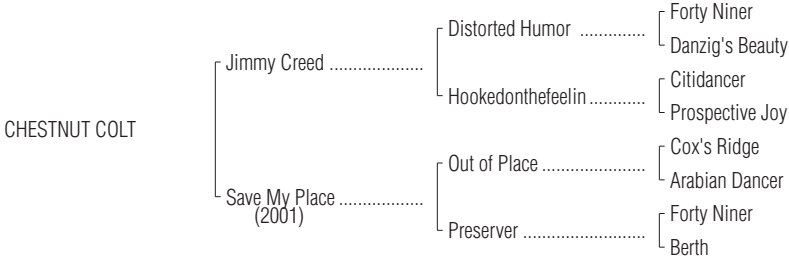 Forty Niner
Distorted Humor ..............
Danzig's Beauty
Jimmy Creed ....................
Citidancer
Hookedonthefeelin ............
Prospective Joy
CHESTNUT COLT
Cox's Ridge
Out of Place ......................
Arabian Dancer
Save My Place ..................
(2001)
Forty Niner
Preserver ..........................
Berth